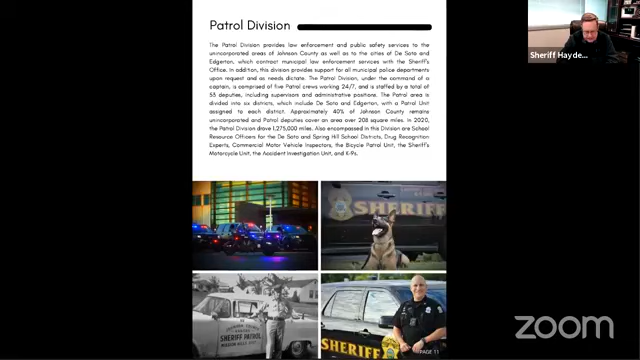 Patrol Division
The Patrol Division provides law enforcement and public safety services to the
unincorporated areas of Johnson County as well as to the cities of De Soto and
Edgerton, which contract municipal law enforcement services with the Sheriff's
Office. In addition, this division provides support for all municipal police departments
upon request and as needs dictate. The Patrol Division, under the command of a
captain, is comprised of five Patrol crews working 24/7, and is staffed by a total of
53 deputies, including supervisors and administrative positions. The Patrol area is
divided into six districts, which include De Soto and Edgerton, with a Patrol Unit
assigned to each district. Approximately 40% of Johnson County remains
unincorporated and Patrol deputies cover an area over 208 square miles. In 2020,
the Patrol Division drove 1,275,000 miles. Also encompassed in this Division are School
Resource Officers for the De Soto and Spring Hill School Districts, Drug Recognition
Experts, Commercial Motor Vehicle Inspectors, the Bicycle Patrol Unit, the Sheriff's
Motorcycle Unit, the Accident Investigation Unit, and K-9s.
Sheriff Hayde...
SHERIFF
SHERIFF PATROL
SHERIFF
PAGE 11
zoom